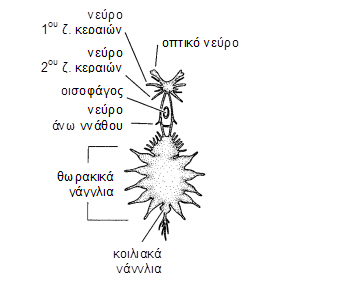 νεύρο
1ου ζ. κεραιών
οπτικό νεύρο
νεύρο
2ου ζ. κεραιών
οισοφάγος
νεύρο
άνω γνάθου
θωρακικά
γάγγλια
κοιλιακά
γάγγλια